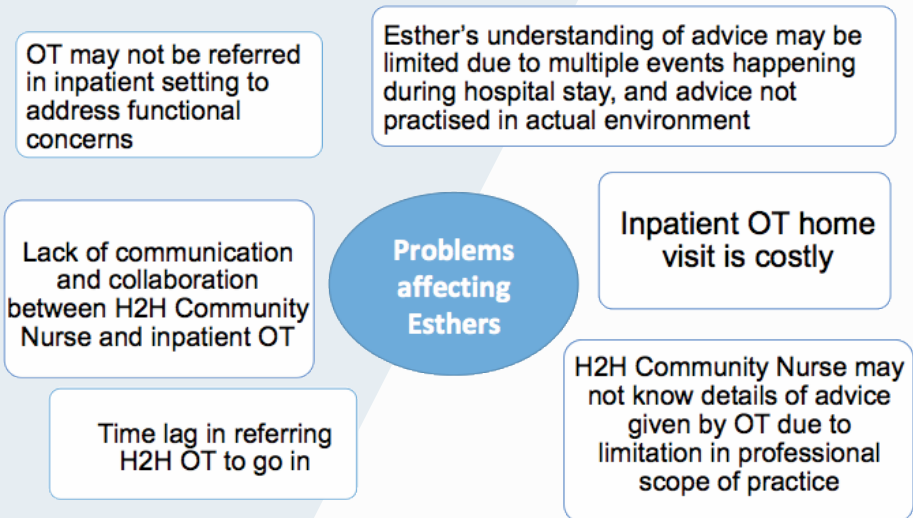 OT may not be referred
in inpatient setting to
address functional
concerns
Esther's understanding of advice may be
limited due to multiple events happening
during hospital stay, and advice not
practised in actual environment
Lack of communication
and collaboration
between H2H Community
Nurse and inpatient OT
Problems
affecting
Esthers
Inpatient OT home
visit is costly
Time lag in referring
H2H OT to go in
H2H Community Nurse may
not know details of advice
given by OT due to
limitation in professional
scope of practice